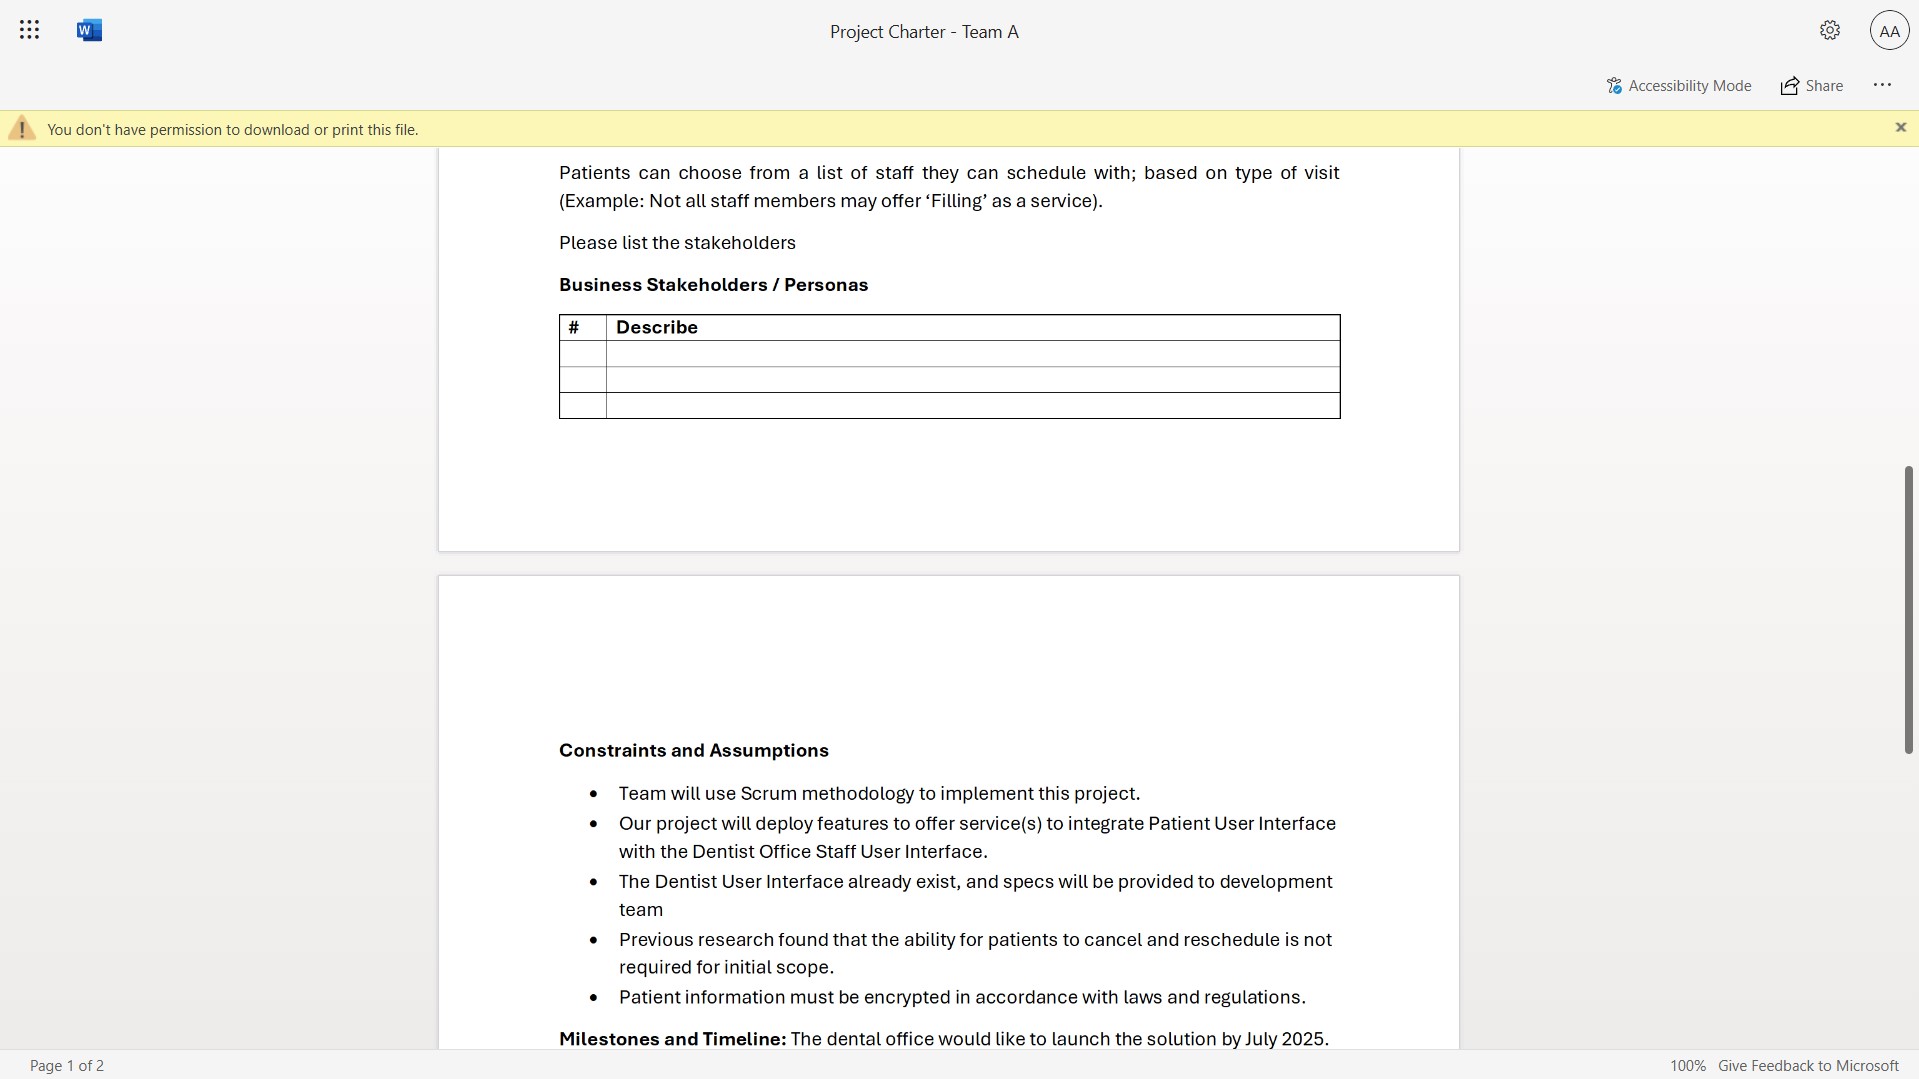 W
Project Charter - Team A
AA
Accessibility Mode
Share
You don't have permission to download or print this file.
Patients can choose from a list of staff they can schedule with; based on type of visit
(Example: Not all staff members may offer ‘Filling’ as a service).
Please list the stakeholders
Business Stakeholders / Personas
# Describe
Constraints and Assumptions
• Team will use Scrum methodology to implement this project.
• Our project will deploy features to offer service(s) to integrate Patient User Interface
with the Dentist Office Staff User Interface.
• The Dentist User Interface already exist, and specs will be provided to development
team
• Previous research found that the ability for patients to cancel and reschedule is not
required for initial scope.
• Patient information must be encrypted in accordance with laws and regulations.
Milestones and Timeline: The dental office would like to launch the solution by July 2025.
Page 1 of 2
100% Give Feedback to Microsoft